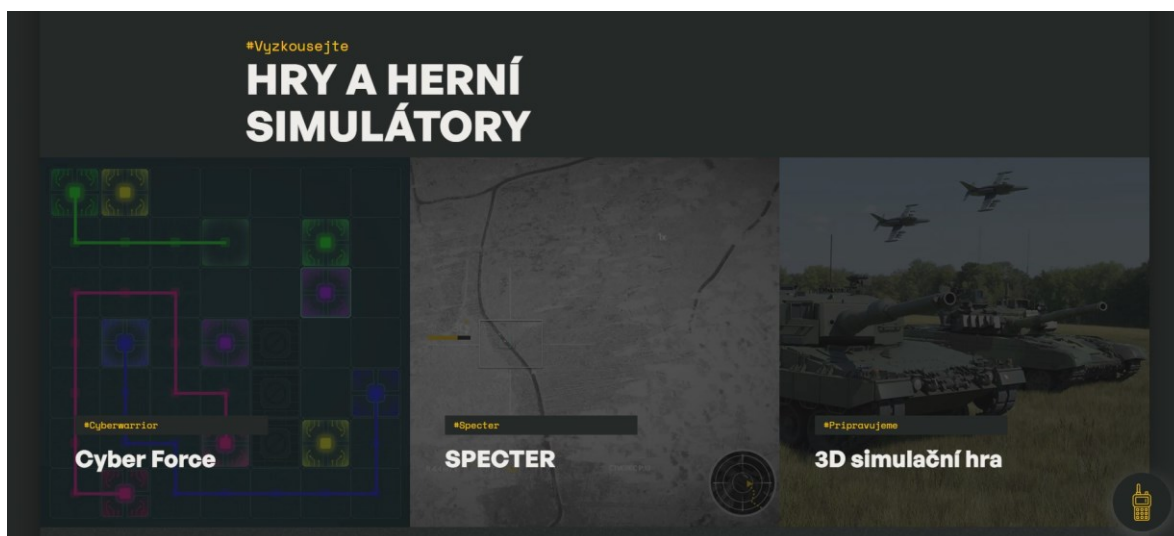 #Vyzkousejte
HRY A HERNÍ
SIMULÁTORY
#Cyberwarrior
Cyber Force
#Specter
SPECTER
#Pripravujeme
3D simulační hra